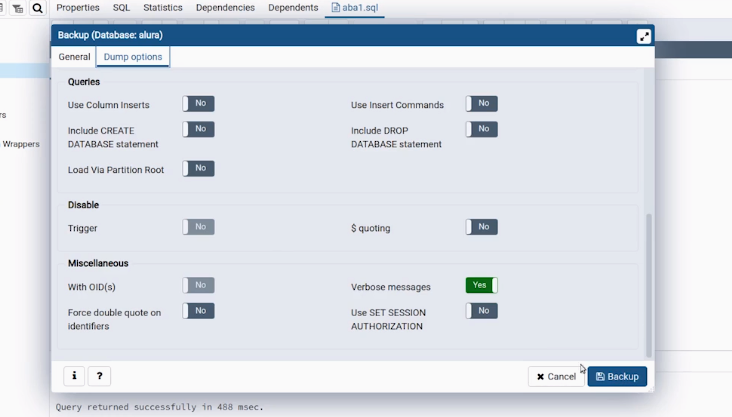 Properties SQL Statistics Dependencies Dependents aba1.sql
Backup (Database: alura)
General Dump options
Queries
Use Column Inserts No Use Insert Commands No
Include CREATE DATABASE statement No Include DROP DATABASE statement No
Load Via Partition Root No
Disable
Trigger No $ quoting No
Miscellaneous
With OID(s) No Verbose messages Yes
Force double quote on identifiers No Use SET SESSION AUTHORIZATION No
rs
Wrappers
i ? Cancel Backup
Query returned successfully in 488 msec.